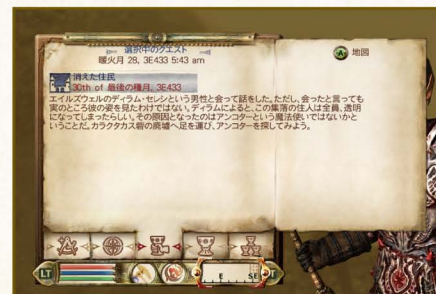 選択中のクエスト
暖火月 28, 3E433 5:43 am
地図
消えた住民
30th of 最後の種月, 3E433
エイルズウェルのディラム・セレシという男性と会って話をした。ただし、会ったと言っても
実のところ彼の姿を見たわけではない。ディラムによると、この集落の住人は全員、透明
になってしまったらしい。その原因となったのはアンコターという魔法使いではないかと
いうことだ。カラクタカス砦の廃墟へ足を運び、アンコターを探してみよう。
LT
E
SE
T